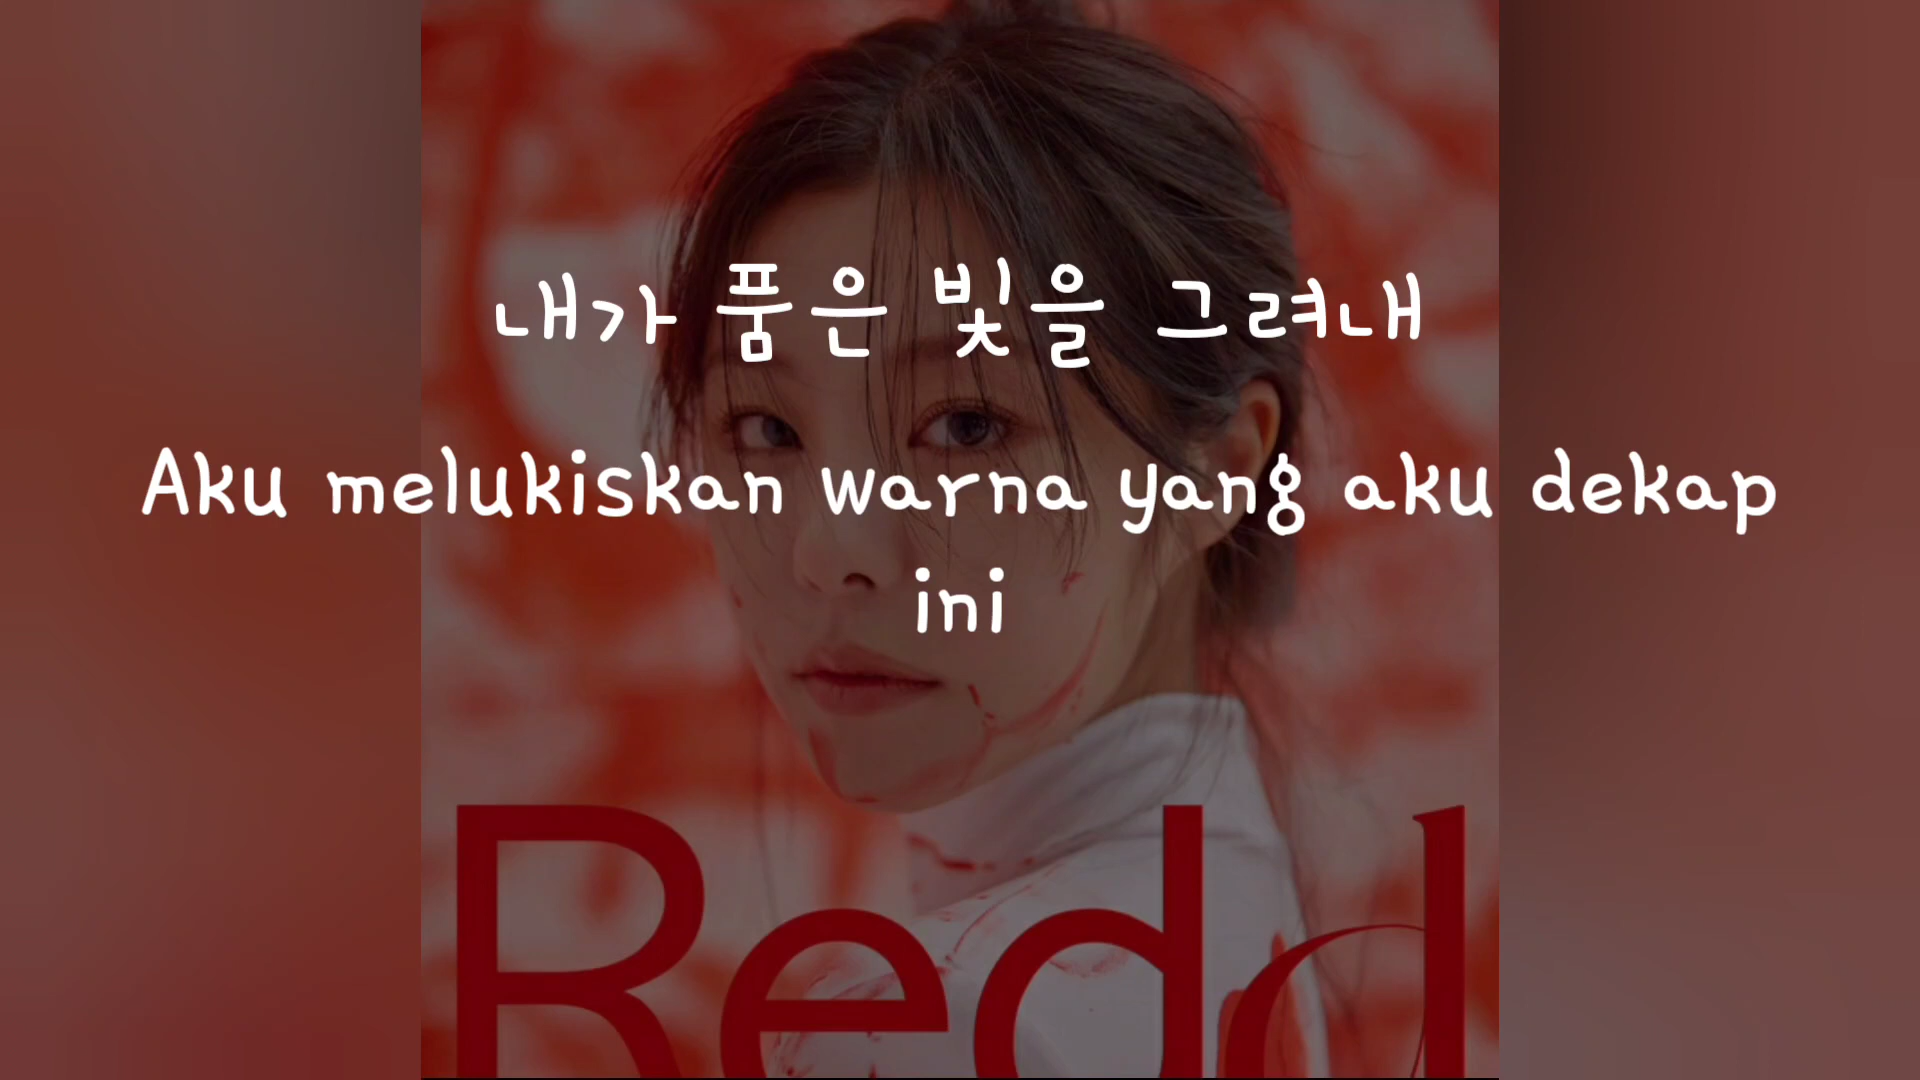 내가 품은 빛을 그려내
Aku melukiskan warna yang aku dekap
ini
Redd